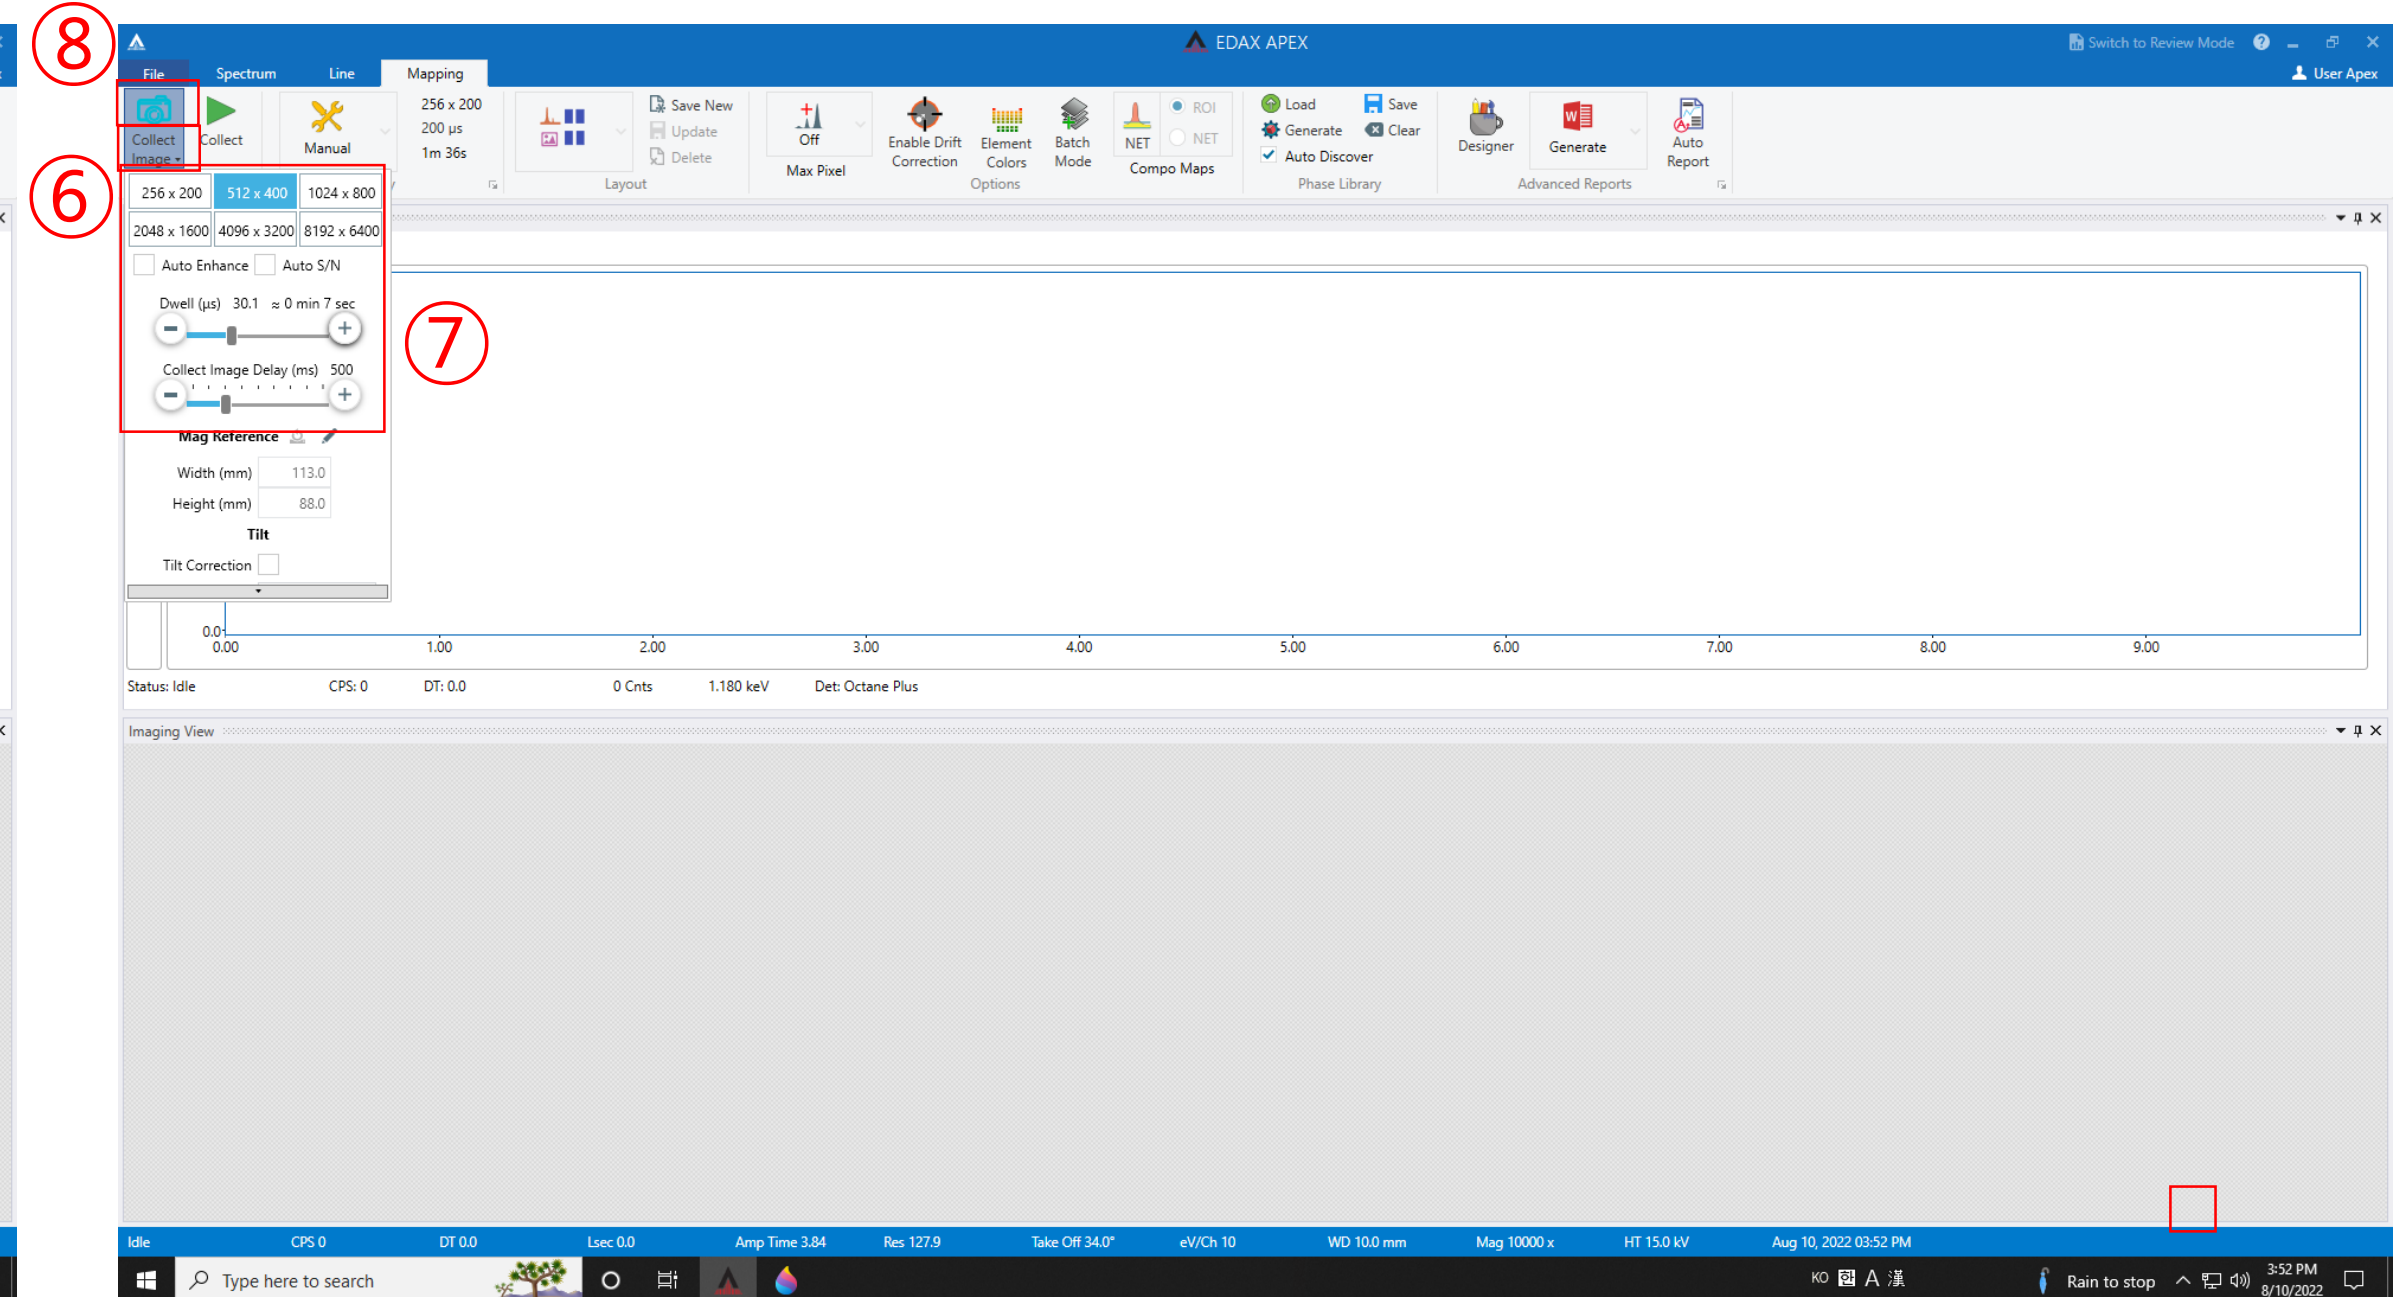 ⑧
EDAX APEX
Switch to Review Mode
File Spectrum Line Mapping
User Apex
Collect Image
Collect
Manual
256 x 200
200 µs
1m 36s
Layout
Save New
Update
Delete
Off
Max Pixel
Enable Drift Correction
Element Colors
Batch Mode
Options
NET
ROI
NET
Compo Maps
Load
Save
Generate
Clear
Auto Discover
Phase Library
Designer
Generate
Auto Report
Advanced Reports
⑥
256 x 200 512 x 400 1024 x 800
2048 x 1600 4096 x 3200 8192 x 6400
Auto Enhance Auto S/N
Dwell (µs) 30.1 ≈ 0 min 7 sec
⑦
Collect Image Delay (ms) 500
Mag Reference
Width (mm) 113.0
Height (mm) 88.0
Tilt
Tilt Correction
0.0
0.00 1.00 2.00 3.00 4.00 5.00 6.00 7.00 8.00 9.00
Status: Idle CPS: 0 DT: 0.0 0 Cnts 1.180 keV Det: Octane Plus
Imaging View
Idle CPS 0 DT 0.0 Lsec 0.0 Amp Time 3.84 Res 127.9 Take Off 34.0° eV/Ch 10 WD 10.0 mm Mag 10000 x HT 15.0 kV Aug 10, 2022 03:52 PM
Type here to search
KO 한 A 漢
Rain to stop
3:52 PM
8/10/2022